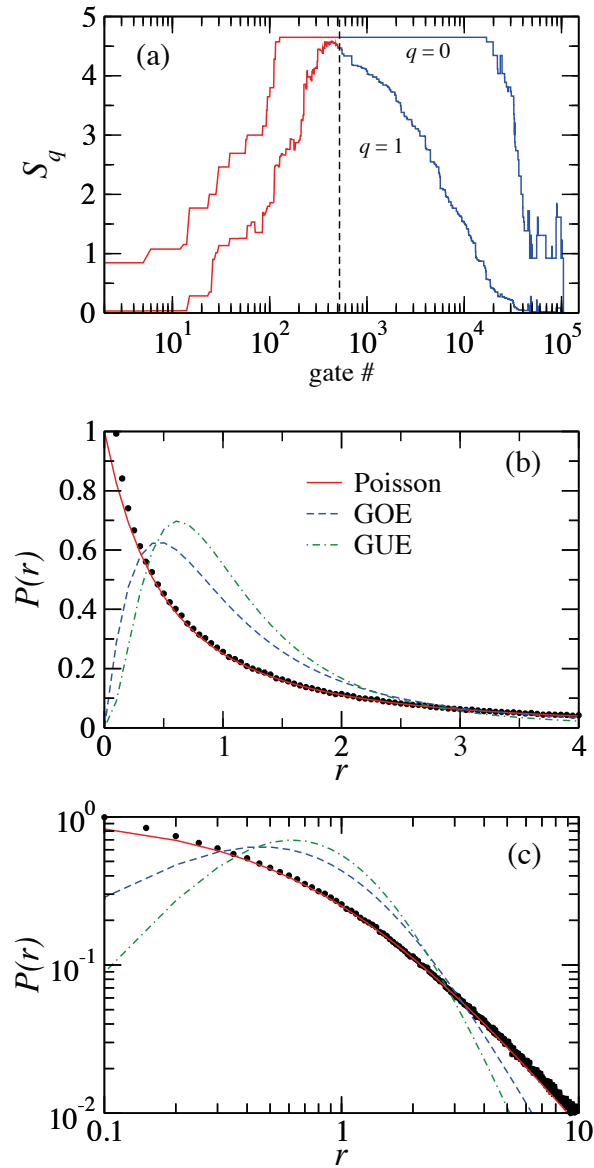 5
4
3
2
1
0
S_q
(a)
q = 0
q = 1
10^1 10^2 10^3 10^4 10^5
gate #
1
0.8
0.6
0.4
0.2
0
P(r)
(b)
Poisson
GOE
GUE
0 1 2 3 4
r
10^0
10^-1
10^-2
P(r)
(c)
0.1 1 10
r